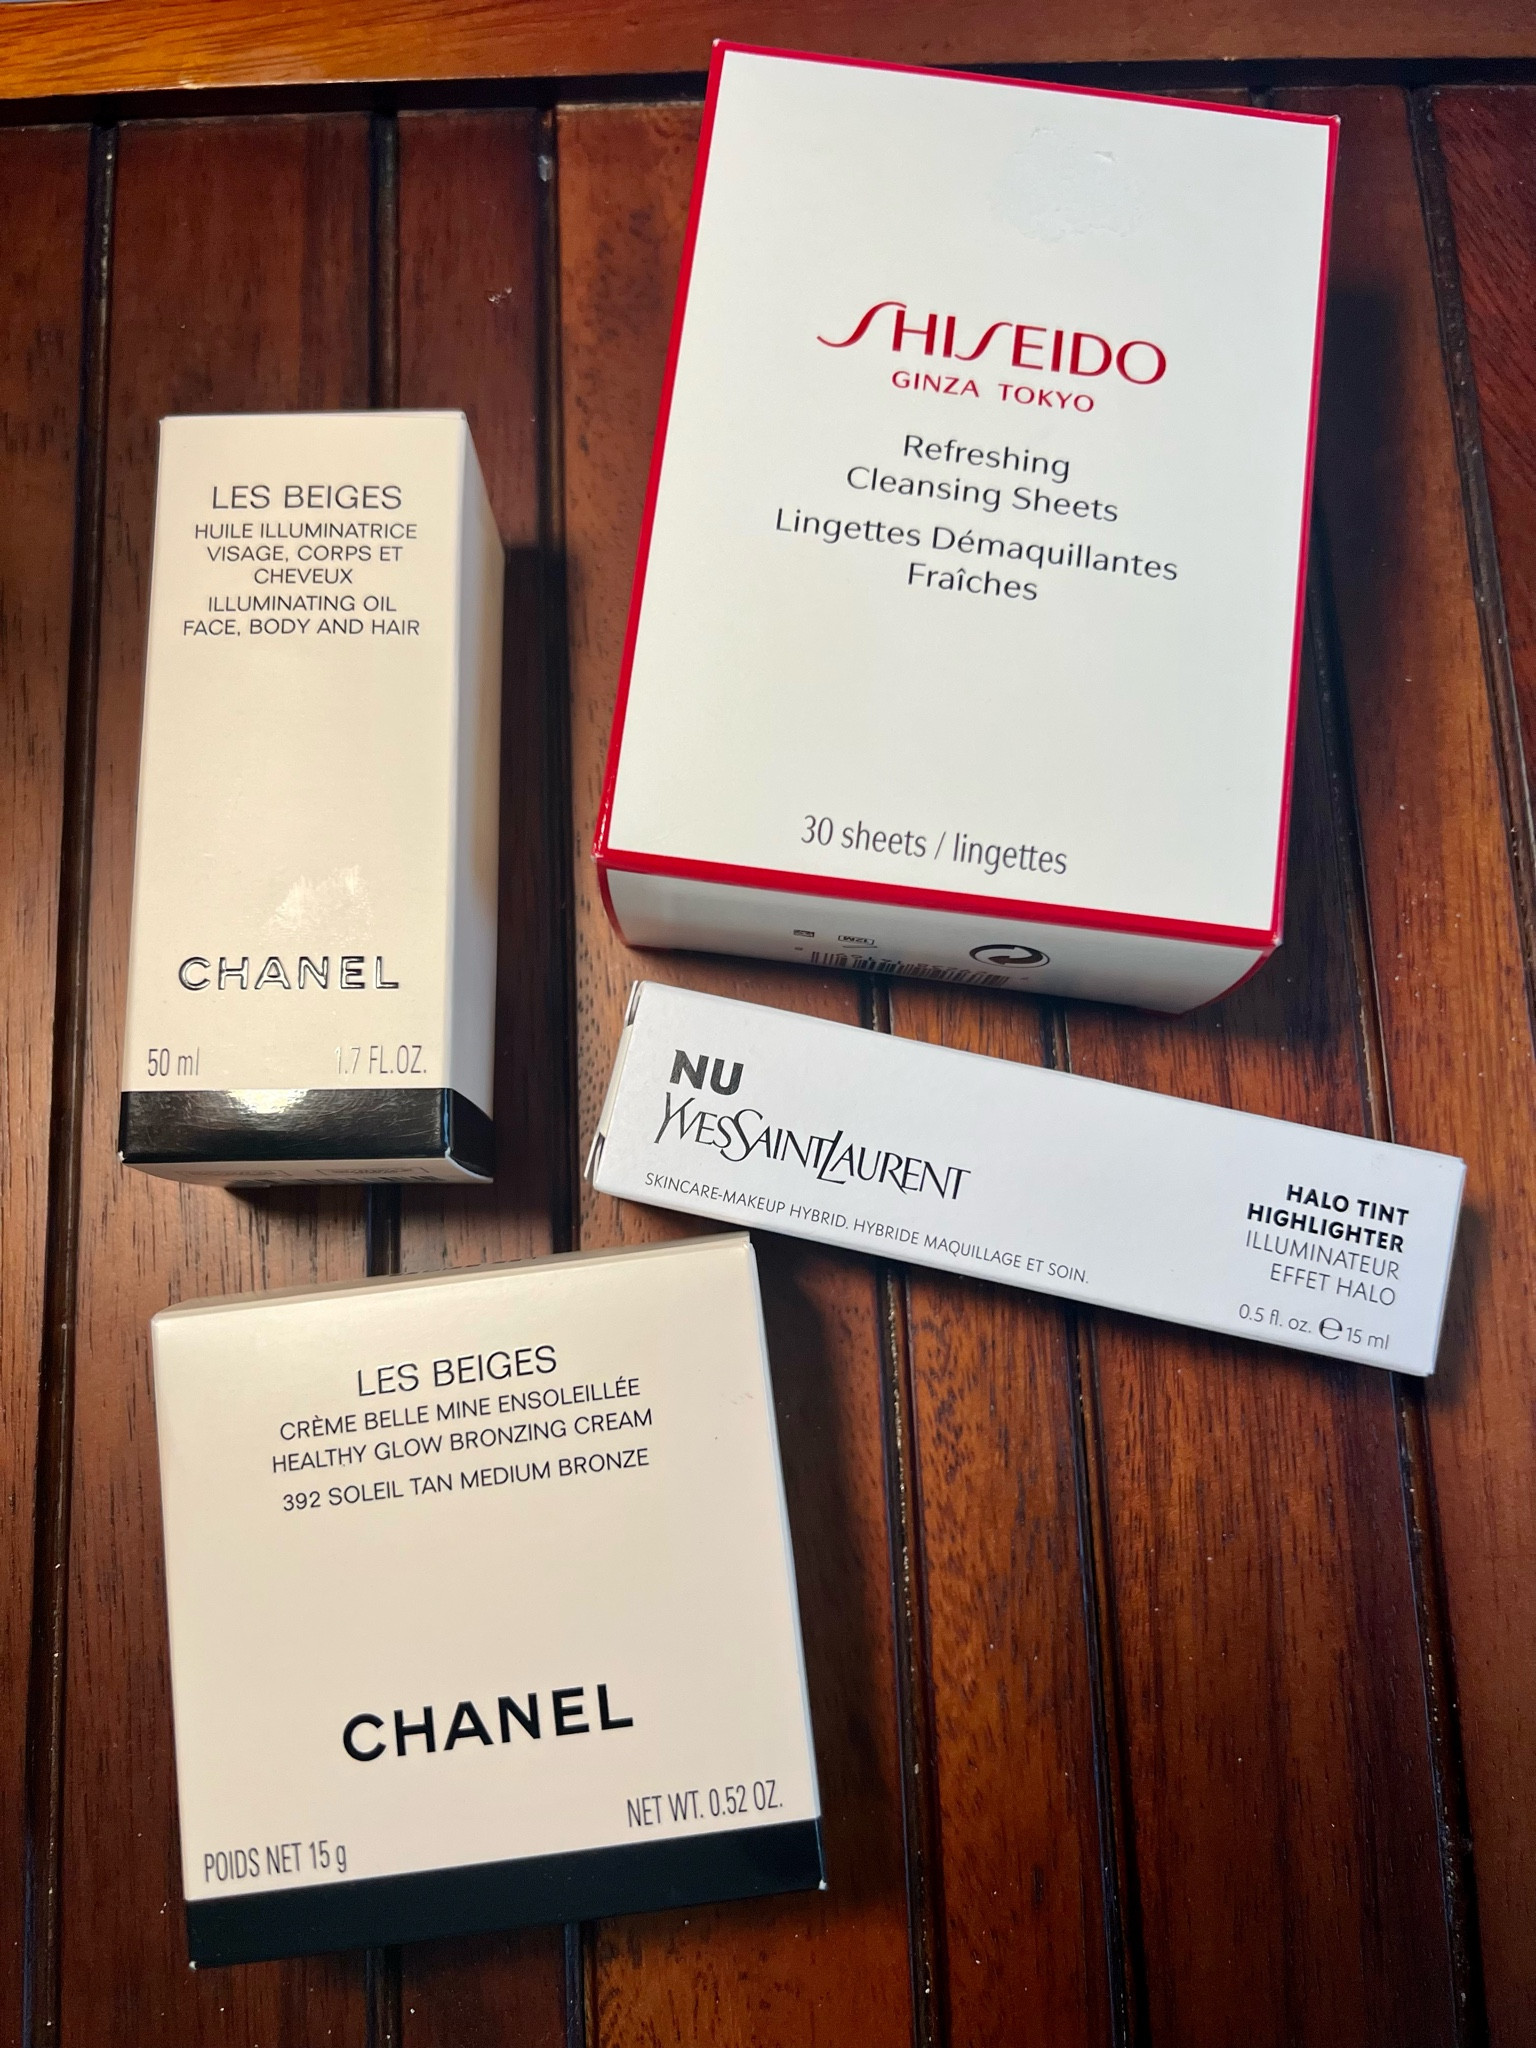 LES BEIGES
HUILE ILLUMINATRICE
VISAGE, CORPS ET
CHEVEUX
ILLUMINATING OIL
FACE, BODY AND HAIR
CHANEL
50 ml 1.7 FL.OZ.
SHISEIDO
GINZA TOKYO
Refreshing
Cleansing Sheets
Lingettes Démaquillantes
Fraîches
30 sheets / lingettes
12M
NU
YVESSAINTLAURENT
SKINCARE-MAKEUP HYBRID. HYBRIDE MAQUILLAGE ET SOIN.
HALO TINT
HIGHLIGHTER
ILLUMINATEUR
EFFET HALO
0.5 fl. oz. ℮ 15 ml
LES BEIGES
CRÈME BELLE MINE ENSOLEILLÉE
HEALTHY GLOW BRONZING CREAM
392 SOLEIL TAN MEDIUM BRONZE
CHANEL
POIDS NET 15 g NET WT. 0.52 OZ.